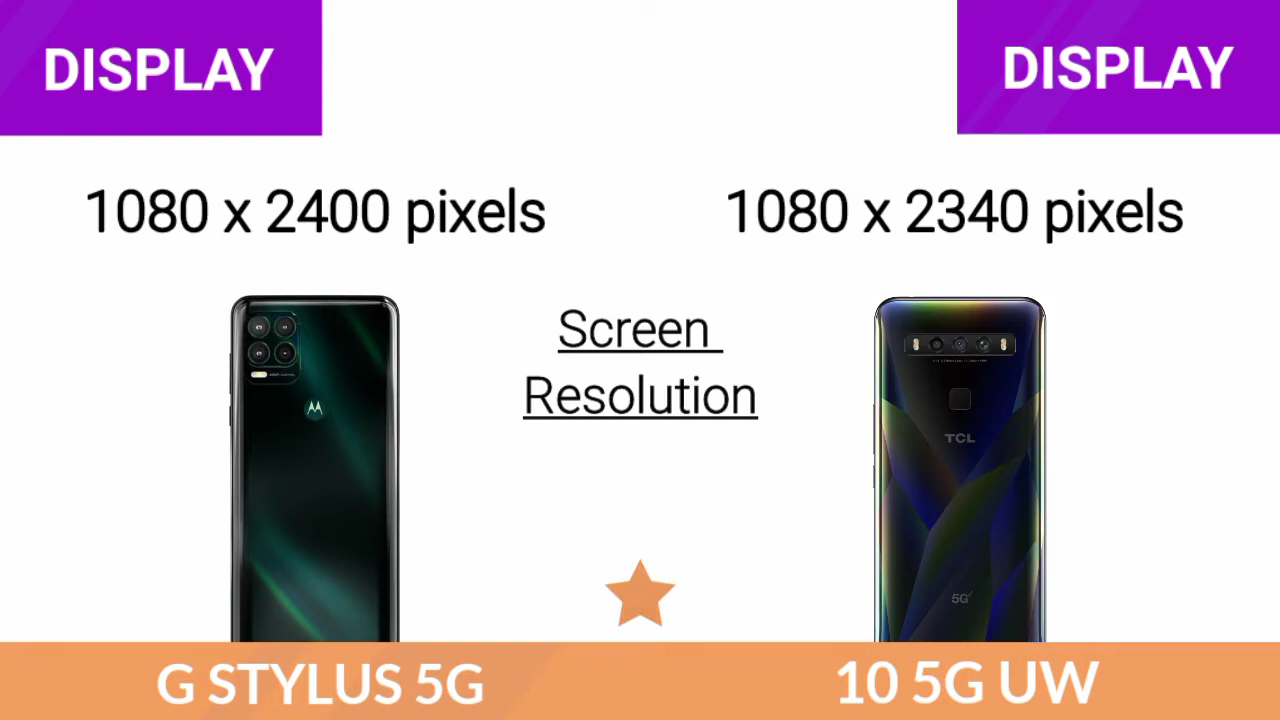 DISPLAY
DISPLAY
1080 x 2400 pixels
1080 x 2340 pixels
Screen
Resolution
TCL
5G
G STYLUS 5G
10 5G UW